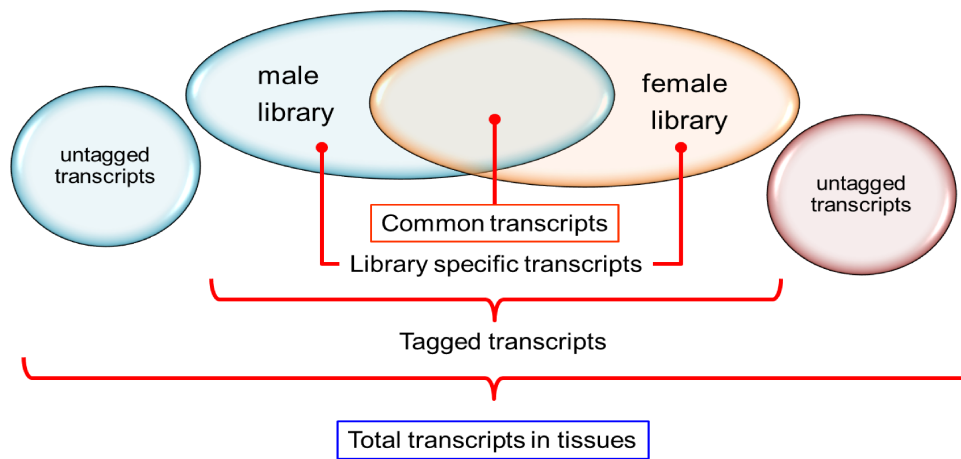 male
library
female
library
untagged
transcripts
untagged
transcripts
Common transcripts
Library specific transcripts
Tagged transcripts
Total transcripts in tissues